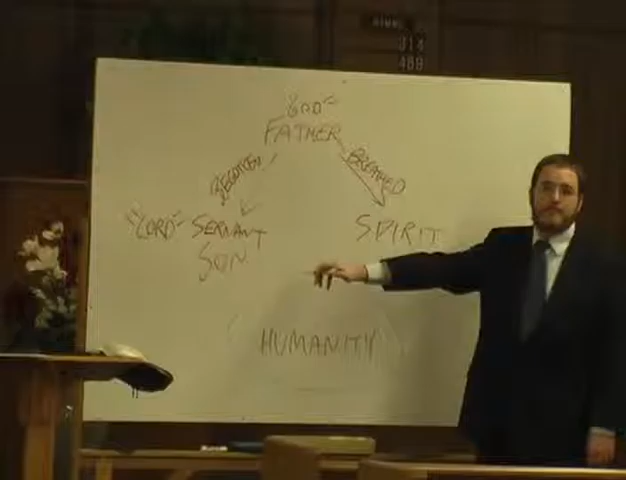 HYMNS
314
489
"GOD"
FATHER
BEGOTTEN
BREATHED
"LORD" SERVANT
SPIRIT
SON
HUMANITY